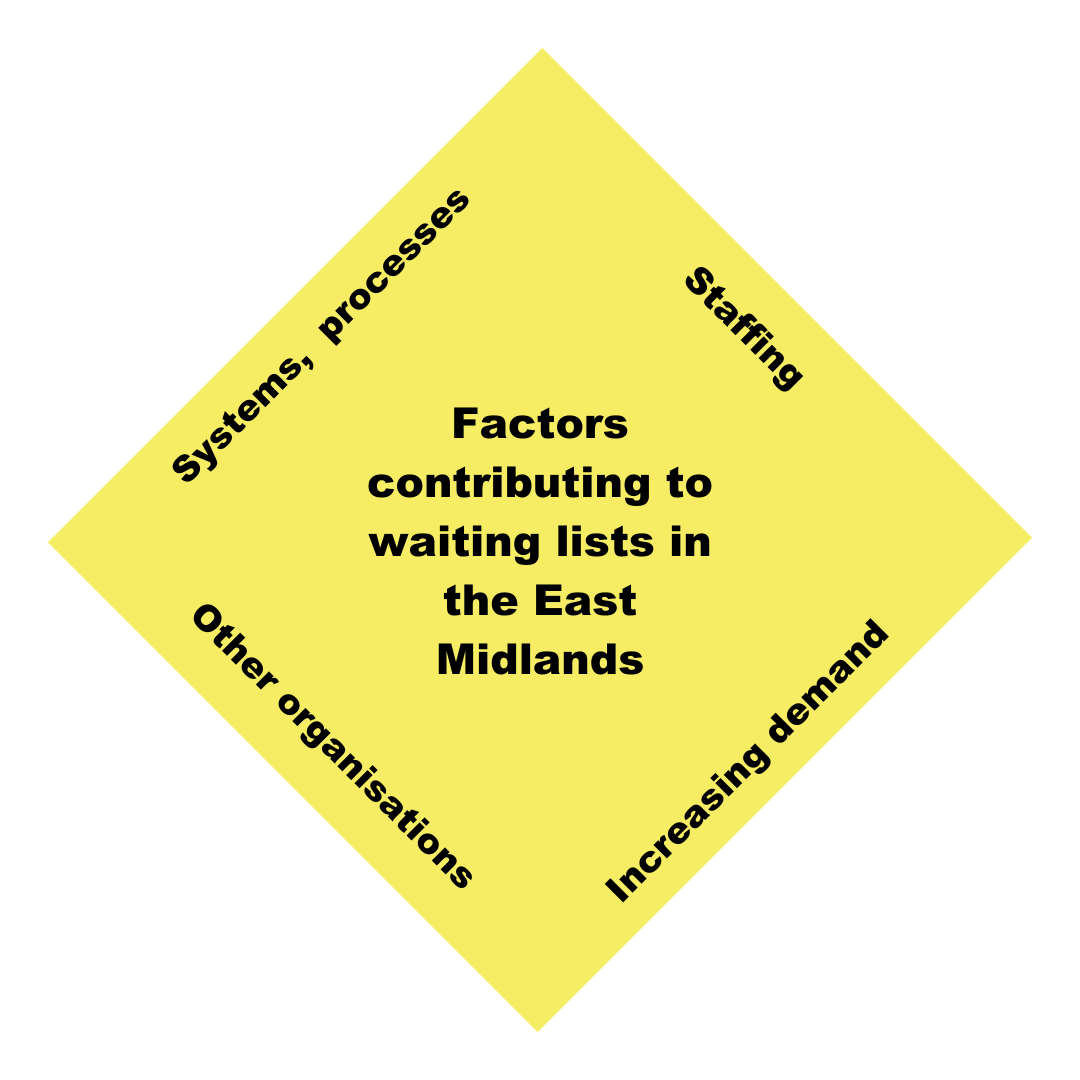 Systems, processes
Staffing
Factors
contributing to
waiting lists in
the East
Midlands
Other organisations
Increasing demand